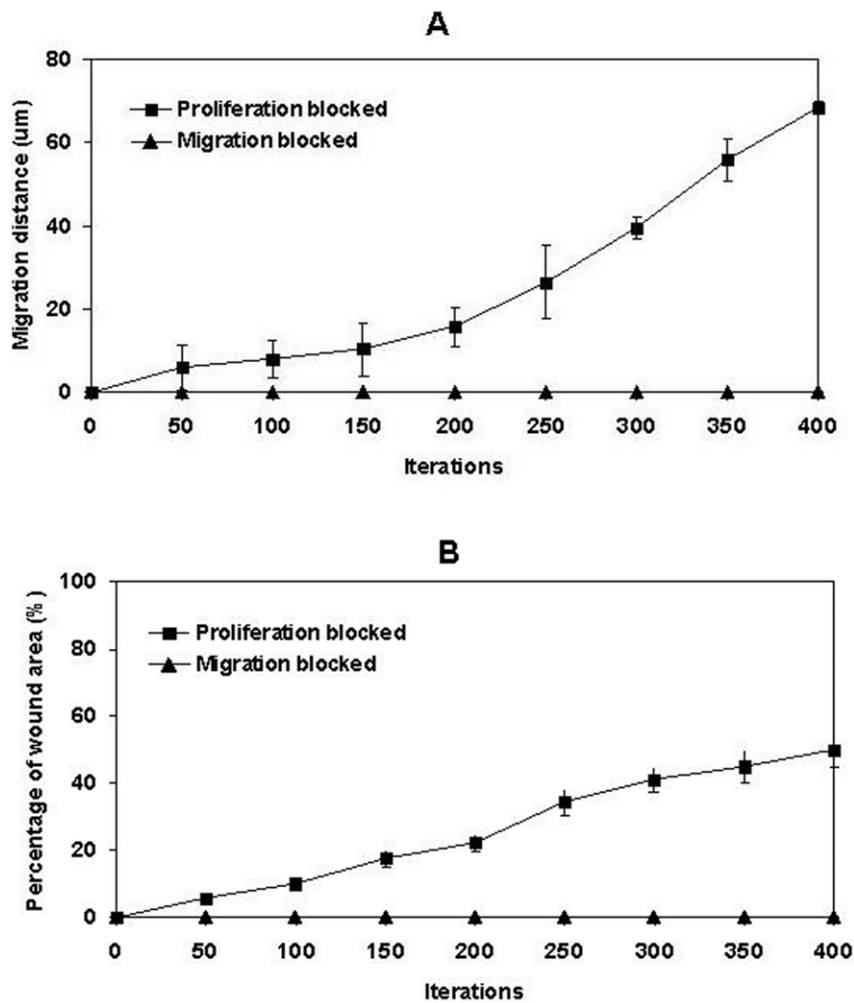 A
Migration distance (um)
80
60
40
20
0
Proliferation blocked
Migration blocked
0 50 100 150 200 250 300 350 400
Iterations
B
Percentage of wound area (%)
100
80
60
40
20
0
Proliferation blocked
Migration blocked
0 50 100 150 200 250 300 350 400
Iterations